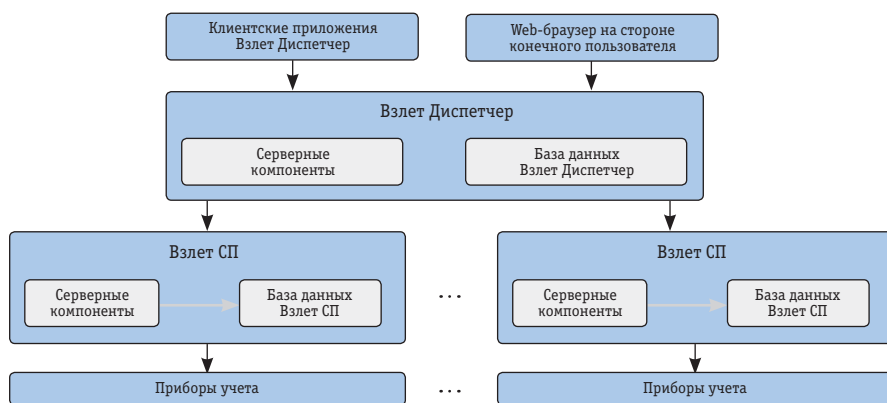 Клиентские приложения
Взлет Диспетчер
Web-браузер на стороне
конечного пользователя
Взлет Диспетчер
Серверные
компоненты
База данных
Взлет Диспетчер
Взлет СП
Взлет СП
Серверные
компоненты
База данных
Взлет СП
...
Серверные
компоненты
База данных
Взлет СП
Приборы учета
...
Приборы учета